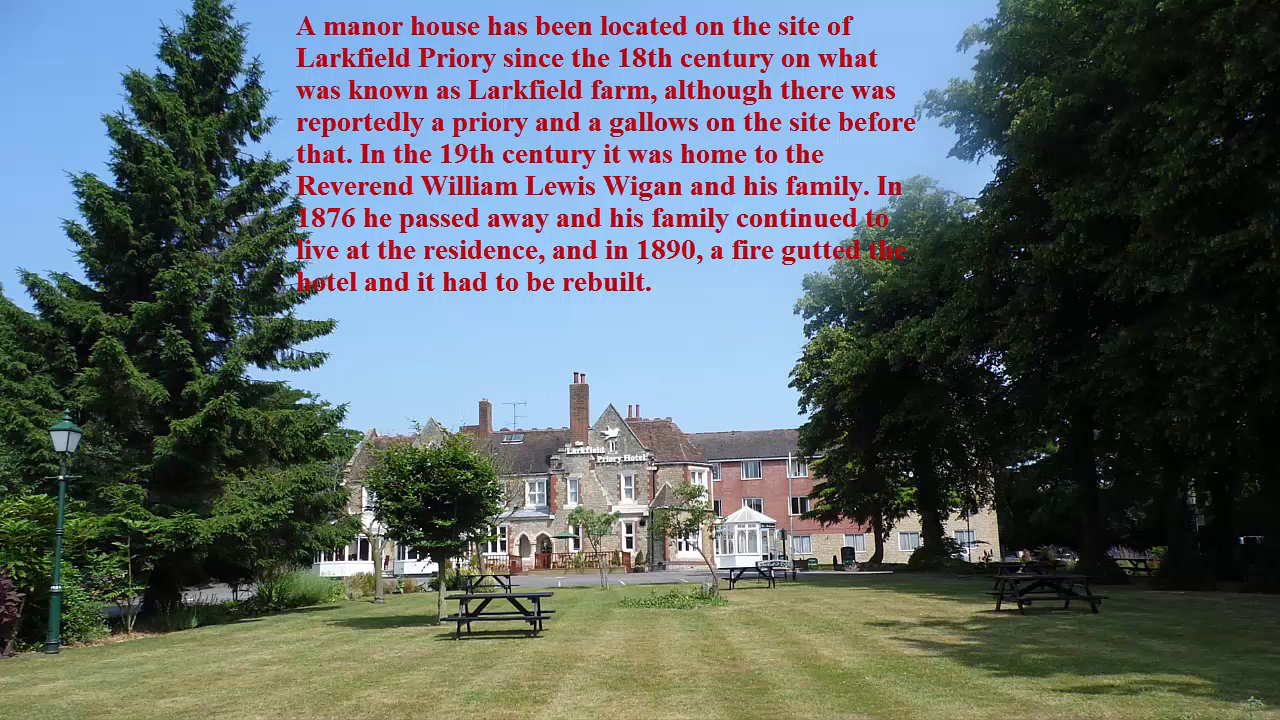 A manor house has been located on the site of
Larkfield Priory since the 18th century on what
was known as Larkfield farm, although there was
reportedly a priory and a gallows on the site before
that. In the 19th century it was home to the
Reverend William Lewis Wigan and his family. In
1876 he passed away and his family continued to
live at the residence, and in 1890, a fire gutted the
hotel and it had to be rebuilt.
The
Larkfield
Priory Hotel